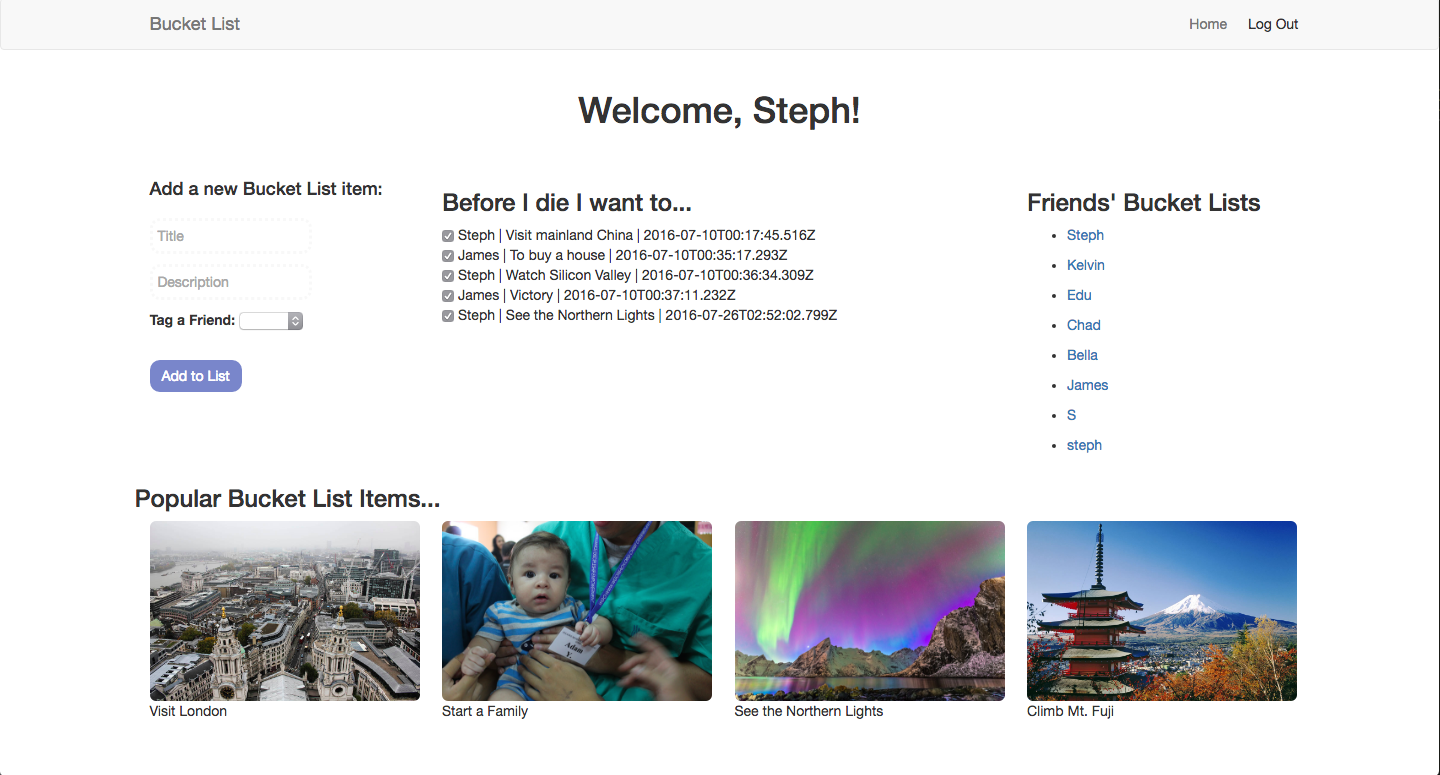 Bucket List
Home
Log Out
Welcome, Steph!
Add a new Bucket List item:
Title
Description
Tag a Friend:
Add to List
Before I die I want to...
Steph | Visit mainland China | 2016-07-10T00:17:45.516Z
James | To buy a house | 2016-07-10T00:35:17.293Z
Steph | Watch Silicon Valley | 2016-07-10T00:36:34.309Z
James | Victory | 2016-07-10T00:37:11.232Z
Steph | See the Northern Lights | 2016-07-26T02:52:02.799Z
Friends' Bucket Lists
Steph
Kelvin
Edu
Chad
Bella
James
S
steph
Popular Bucket List Items...
Adam
Y.
Visit London
Start a Family
See the Northern Lights
Climb Mt. Fuji